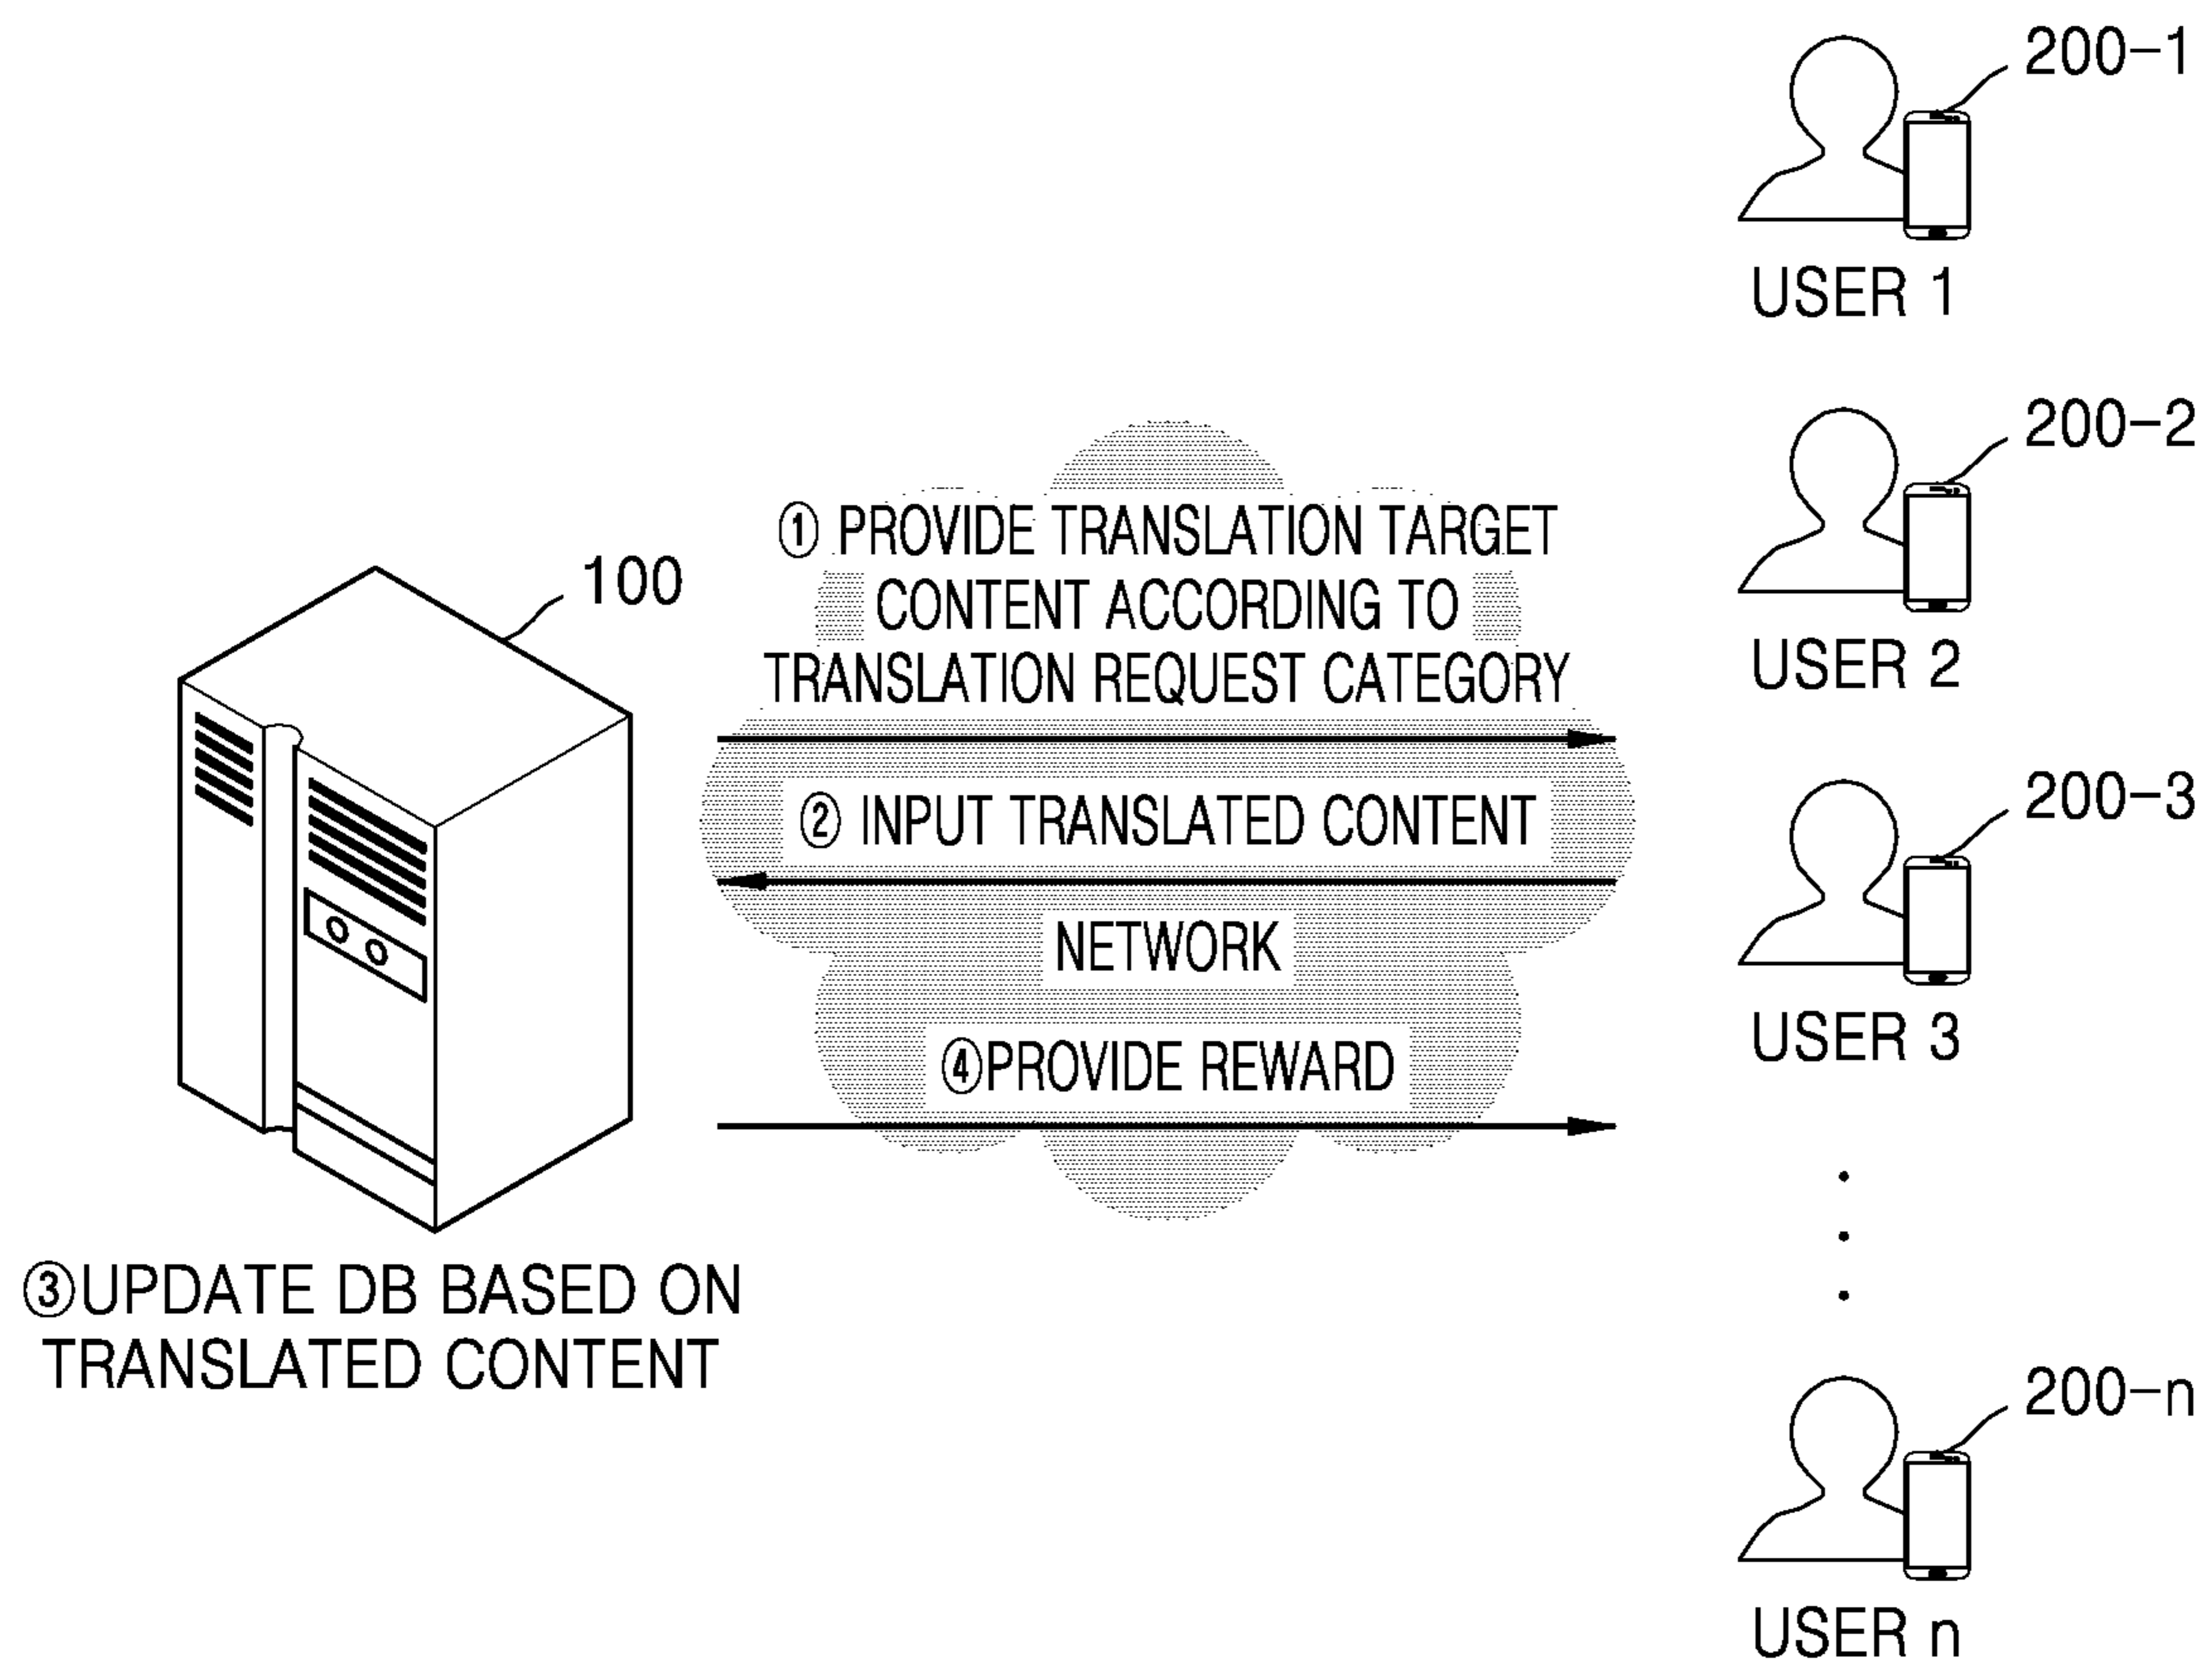 200-1
USER 1
200-2
USER 2
① PROVIDE TRANSLATION TARGET
CONTENT ACCORDING TO
TRANSLATION REQUEST CATEGORY
100
② INPUT TRANSLATED CONTENT
200-3
NETWORK
USER 3
④PROVIDE REWARD
③UPDATE DB BASED ON
TRANSLATED CONTENT
200-n
USER n